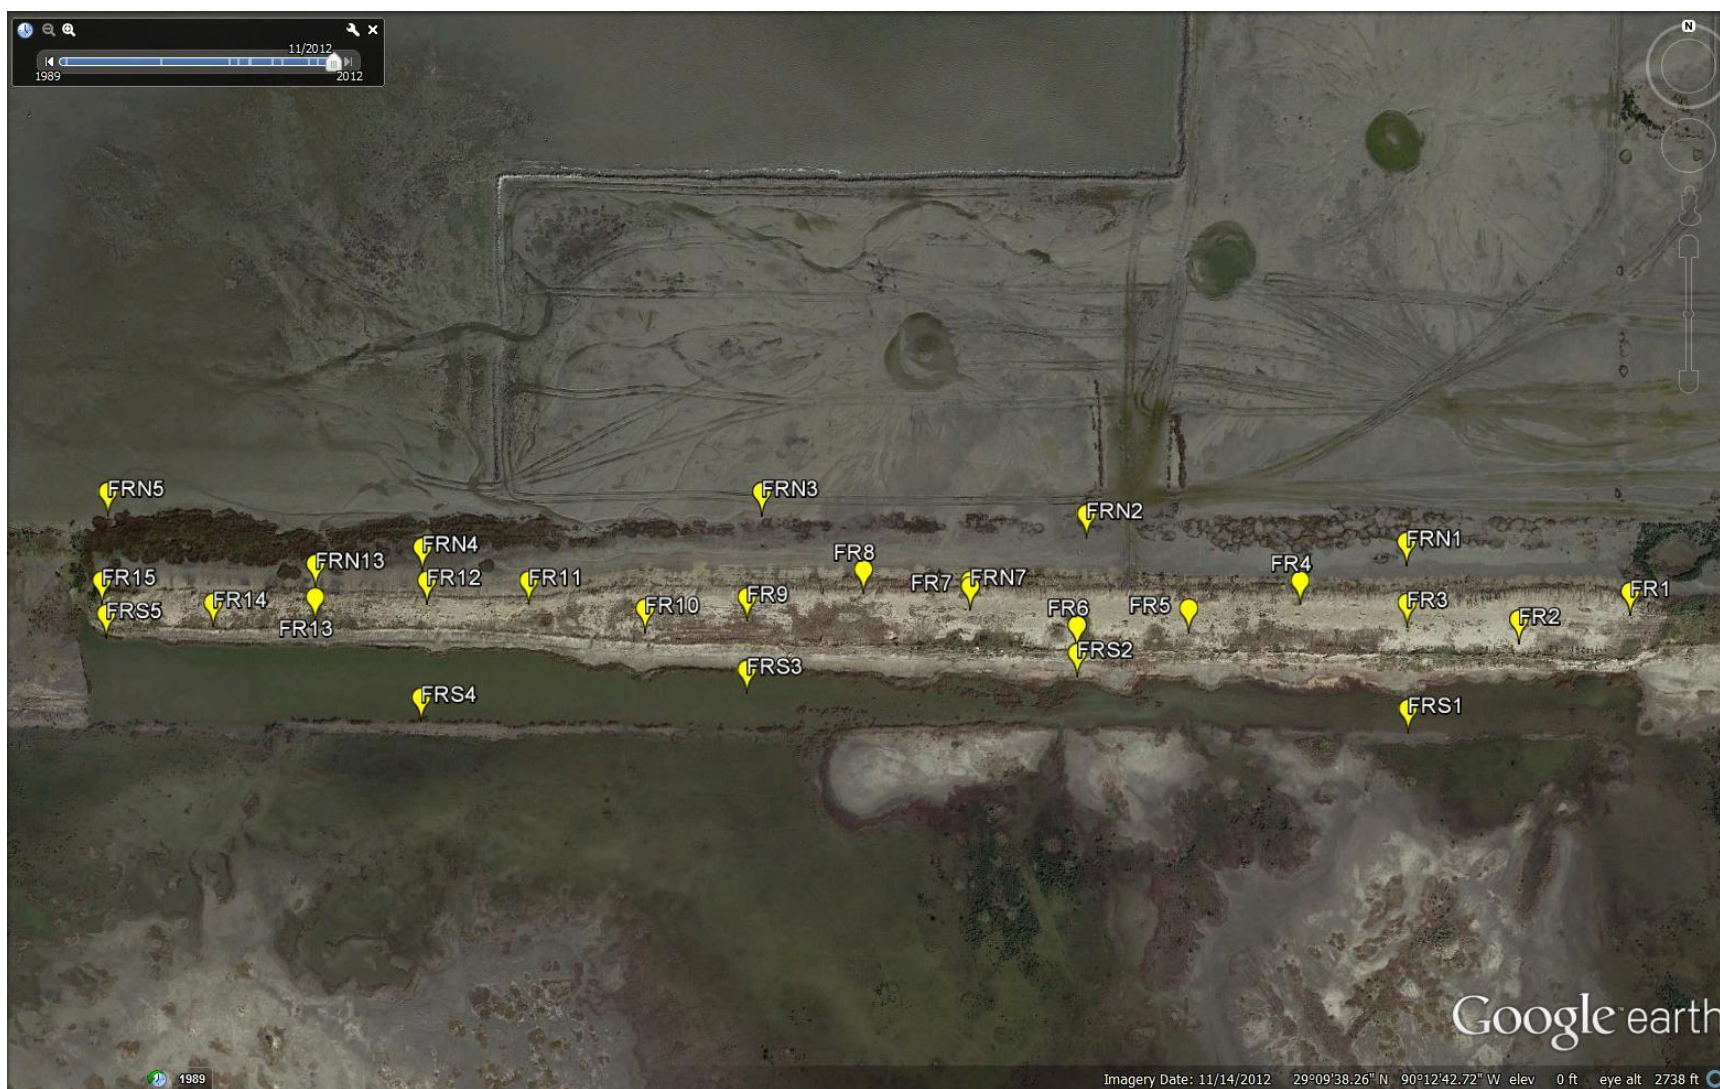 11/2012
1989
2012
N
FRN5
FRN3
FRN2
FRN4
FRN1
FRN13
FR8
FR15
FR12
FR11
FR7
FRN7
FR4
FR1
FR14
FR9
FR3
FRS5
FR10
FR6
FR5
FR2
FR13
FRS2
FRS3
FRS4
FRS1
Google earth
1989
Imagery Date: 11/14/2012 29°09'38.26" N 90°12'42.72" W elev 0 ft eye alt 2738 ft